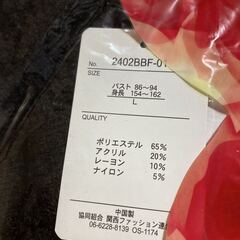 No. 2402BBF-01
SIZE
バスト 86〜94
身長 154〜162
L
QUALITY
ポリエステル 65%
アクリル 20%
レーヨン 10%
ナイロン 5%
中国製
協同組合 関西ファッション連
06-6228-8139 OS-1174